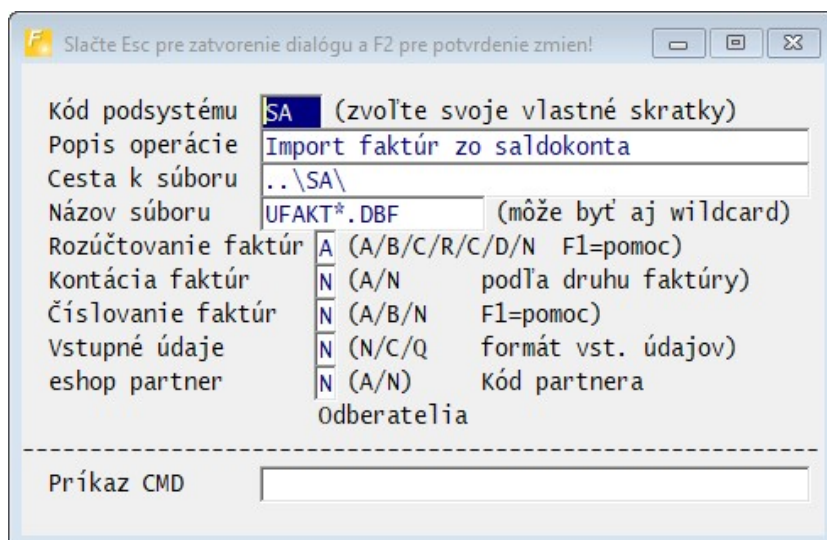 Slačte Esc pre zatvorenie dialógu a F2 pre potvrdenie zmien!
Kód podsystému SA (zvoľte svoje vlastné skratky)
Popis operácie Import faktúr zo saldokonta
Cesta k súboru ..\SA\
Názov súboru UFAKT*.DBF (môže byť aj wildcard)
Rozúčtovanie faktúr A (A/B/C/R/C/D/N F1=pomoc)
Kontácia faktúr N (A/N podľa druhu faktúry)
Číslovanie faktúr N (A/B/N F1=pomoc)
Vstupné údaje N (N/C/Q formát vst. údajov)
eshop partner N (A/N) Kód partnera
Odberatelia
Príkaz CMD